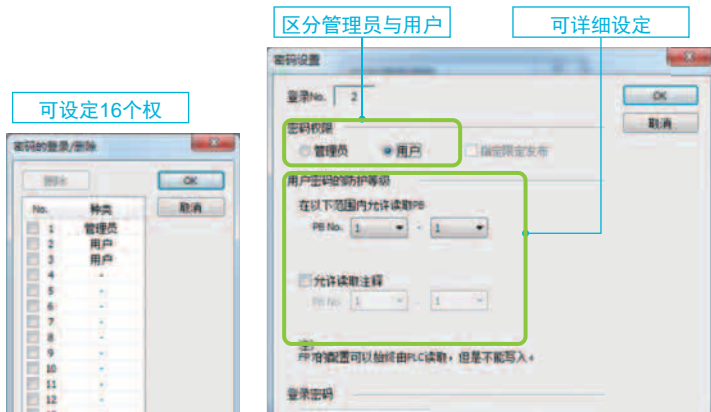 区分管理员与用户
可详细设定
可设定16个权
密码的登录/删除
删除
OK
取消
No. 种类
1 管理员
2 用户
3 用户
4 -
5 -
6 -
7 -
8 -
9 -
10 -
11 -
12 -
密码设置
登录No. 2
OK
取消
密码权限
管理员 用户 指定限定发布
用户密码的防护等级
在以下范围内允许读取PB
PB No. 1 - 1
允许读取注释
PB No. 1 - 1
注)
FP7的配置可以始终由PLC读取，但是不能写入。
登录密码